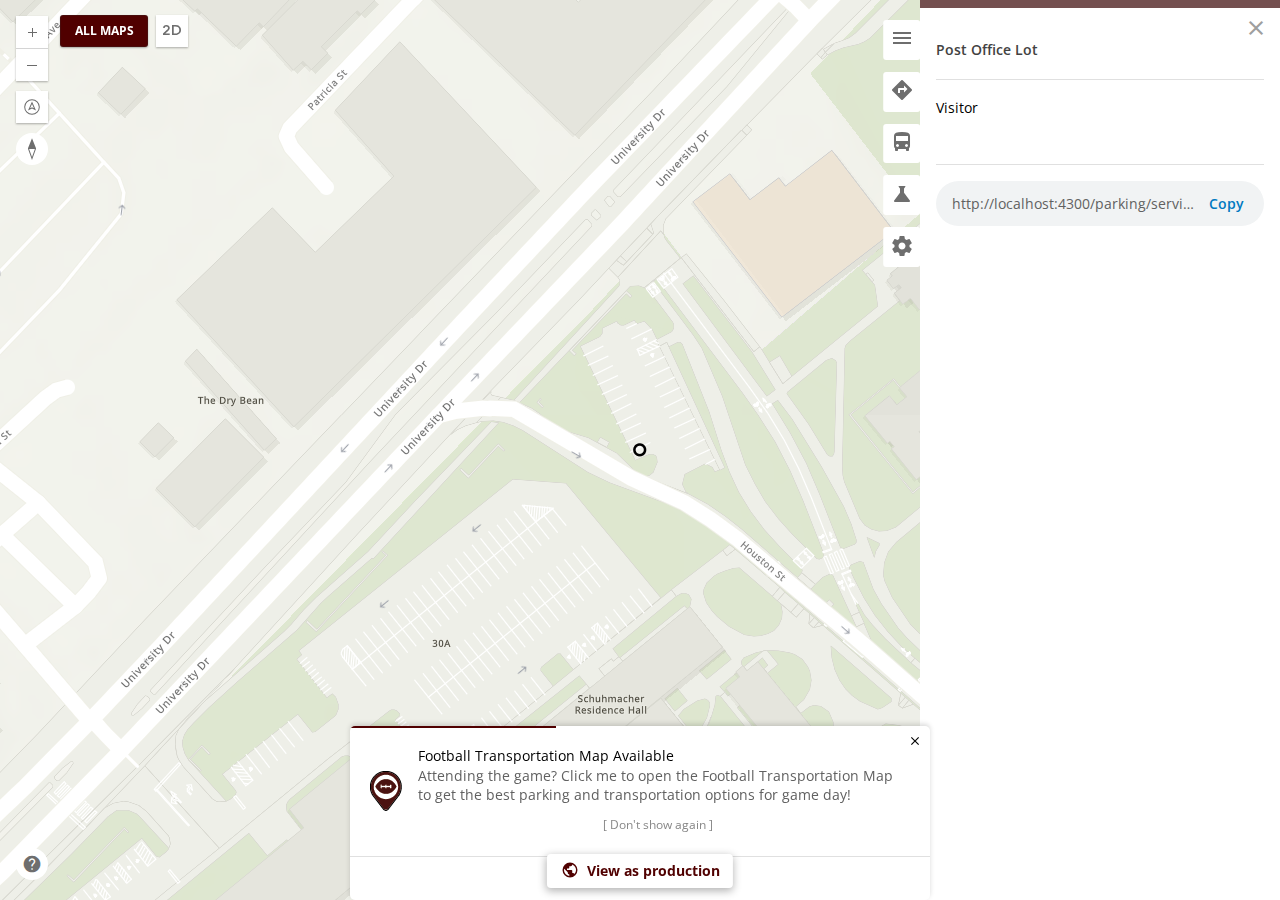 ALL MAPS
2D
Patricia St
University Dr
University Dr
University Dr
University Dr
University Dr
University Dr
The Dry Bean
Houston St
30A
Schuhmacher
Residence Hall
Post Office Lot
Visitor
http://localhost:4300/parking/servi...
Copy
Football Transportation Map Available
Attending the game? Click me to open the Football Transportation Map
to get the best parking and transportation options for game day!
[ Don't show again ]
View as production